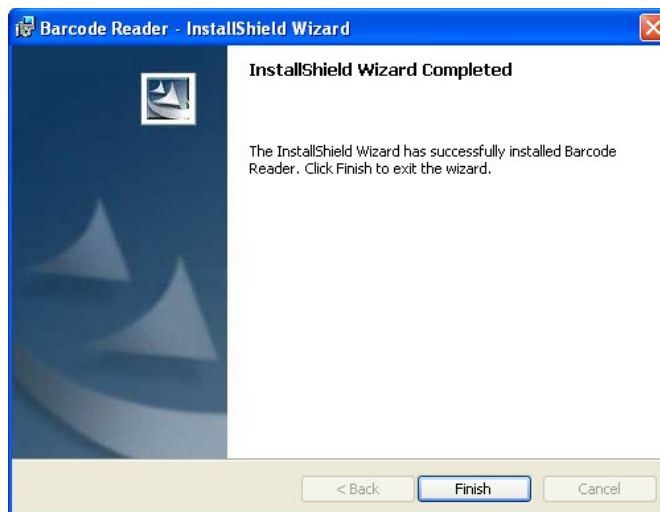 Barcode Reader - InstallShield Wizard
InstallShield Wizard Completed
The InstallShield Wizard has successfully installed Barcode
Reader. Click Finish to exit the wizard.
< Back
Finish
Cancel